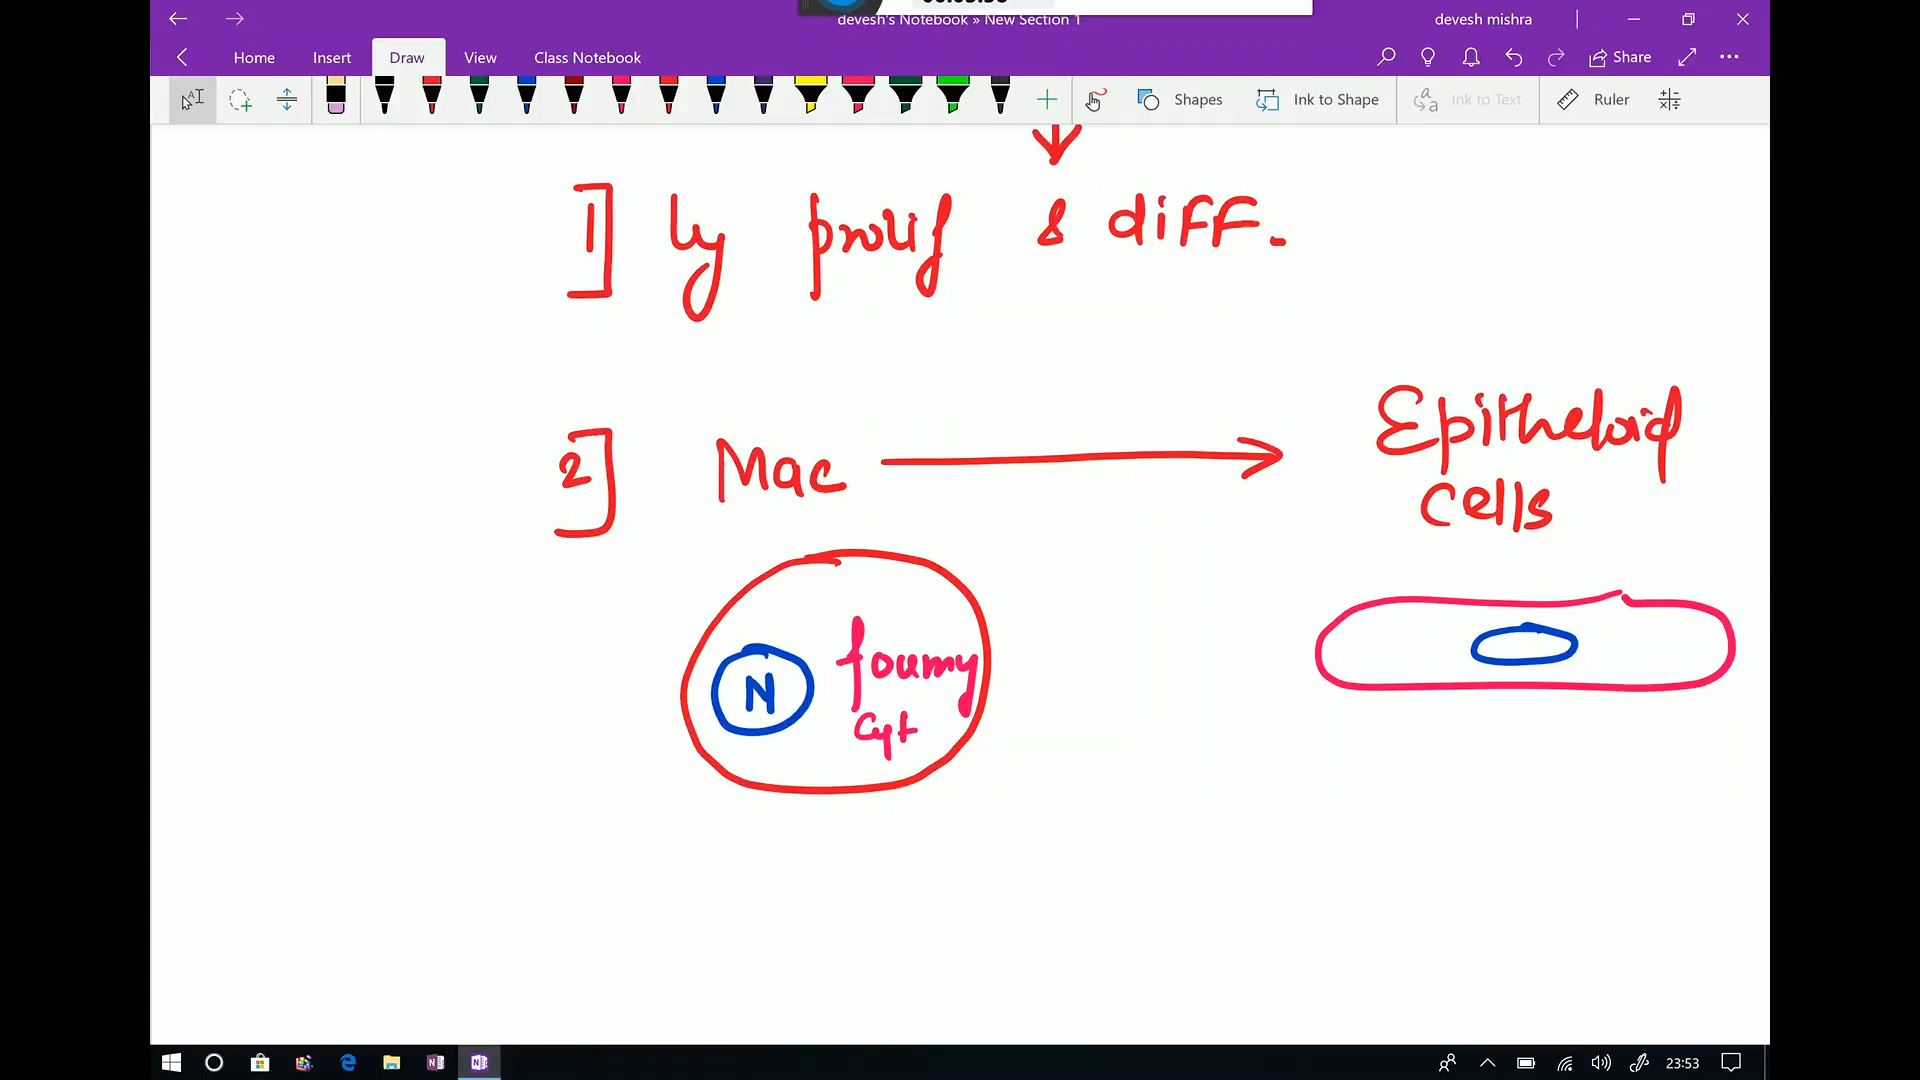 devesh's Notebook » New Section 1
devesh mishra
Home Insert Draw View Class Notebook Share
Shapes Ink to Shape Ink to Text Ruler
1] ly prolif & diff.
2] Mac → Epitheloid cells
N foumy
Cyt
23:53